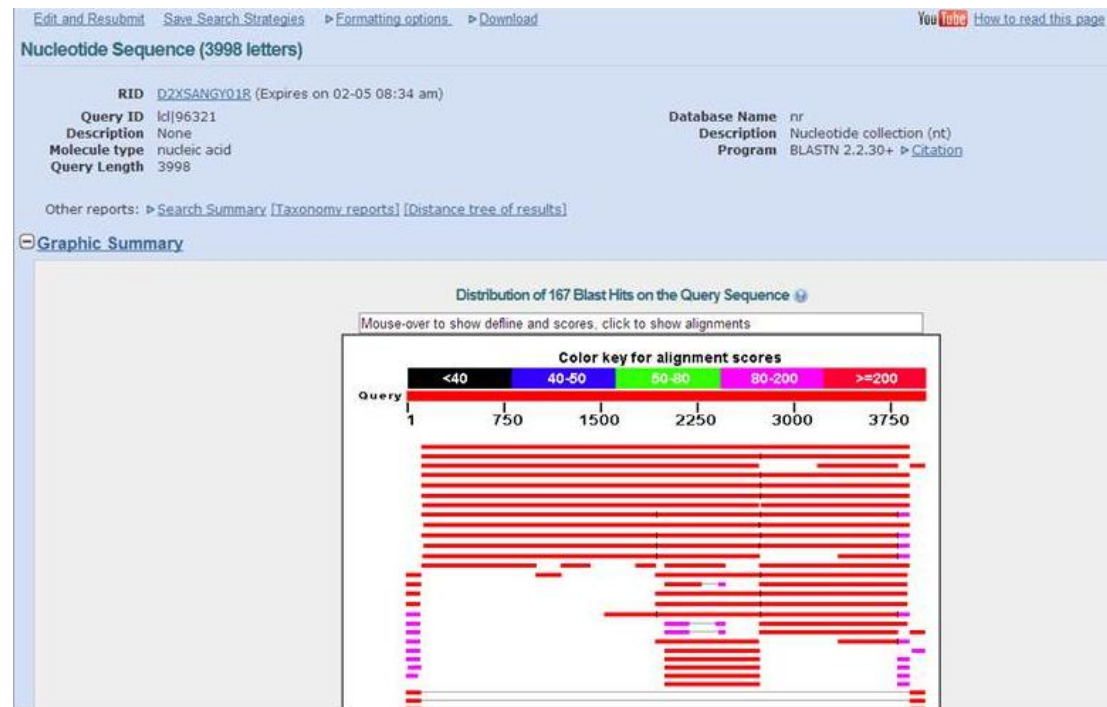 Edit and Resubmit Save Search Strategies ▷Formatting options ▷Download You Tube How to read this page
Nucleotide Sequence (3998 letters)
RID D2XSANGY01R (Expires on 02-05 08:34 am)
Query ID lcl|96321 Database Name nr
Description None Description Nucleotide collection (nt)
Molecule type nucleic acid Program BLASTN 2.2.30+ ▷Citation
Query Length 3998
Other reports: ▷Search Summary [Taxonomy reports] [Distance tree of results]
Graphic Summary
Distribution of 167 Blast Hits on the Query Sequence
Mouse-over to show defline and scores, click to show alignments
Color key for alignment scores
<40 40-50 50-80 80-200 >=200
Query
1 750 1500 2250 3000 3750